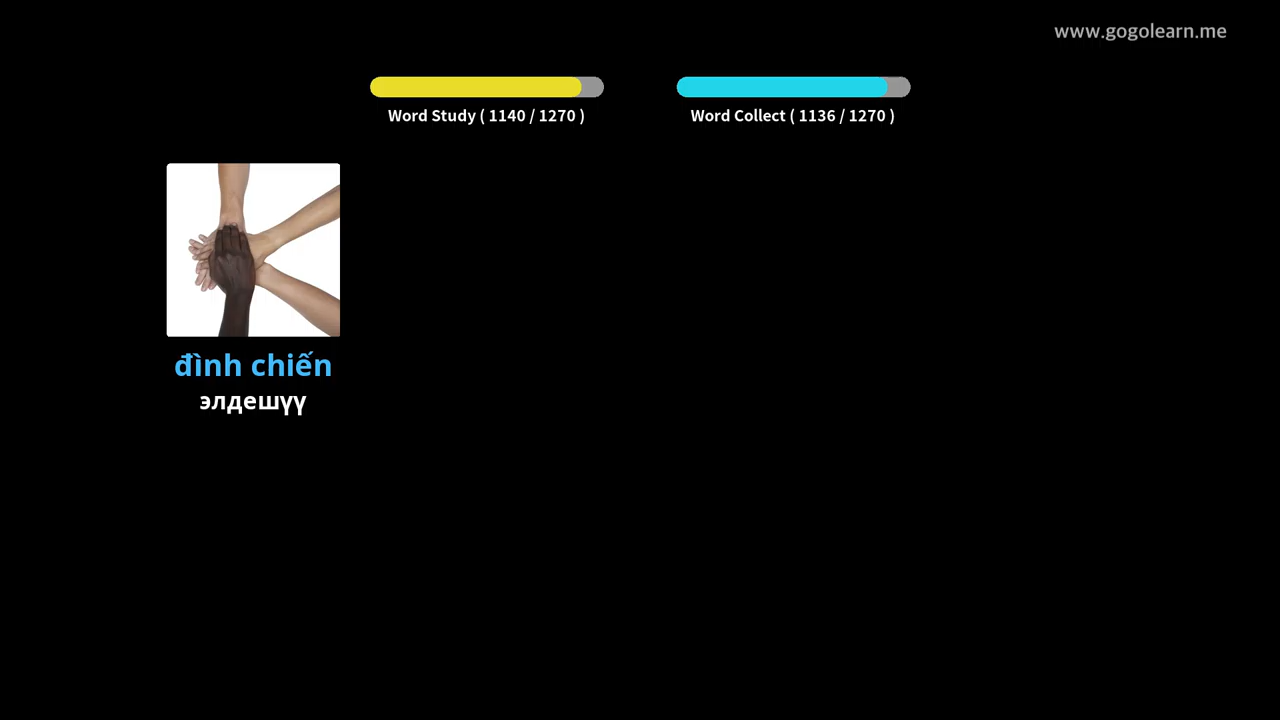 www.gogolearn.me
Word Study ( 1140 / 1270 )
Word Collect ( 1136 / 1270 )
đình chiến
элдешүү